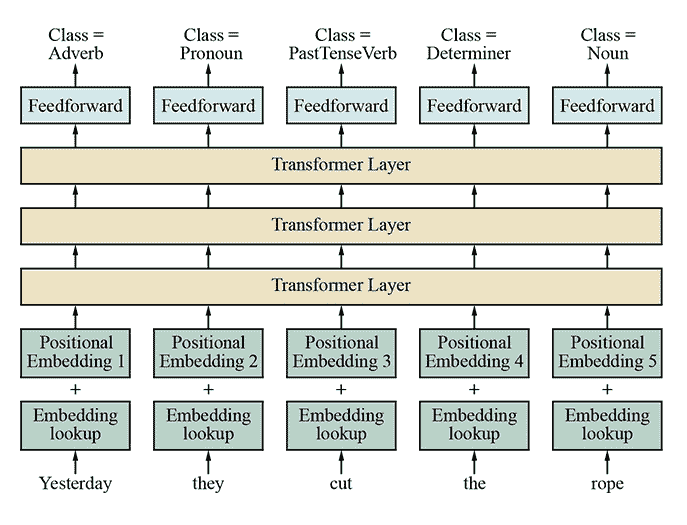 Class = Class = Class = Class = Class =
Adverb Pronoun PastTenseVerb Determiner Noun
Feedforward Feedforward Feedforward Feedforward Feedforward
Transformer Layer
Transformer Layer
Transformer Layer
Positional Positional Positional Positional Positional
Embedding 1 Embedding 2 Embedding 3 Embedding 4 Embedding 5
+ + + + +
Embedding Embedding Embedding Embedding Embedding
lookup lookup lookup lookup lookup
Yesterday they cut the rope